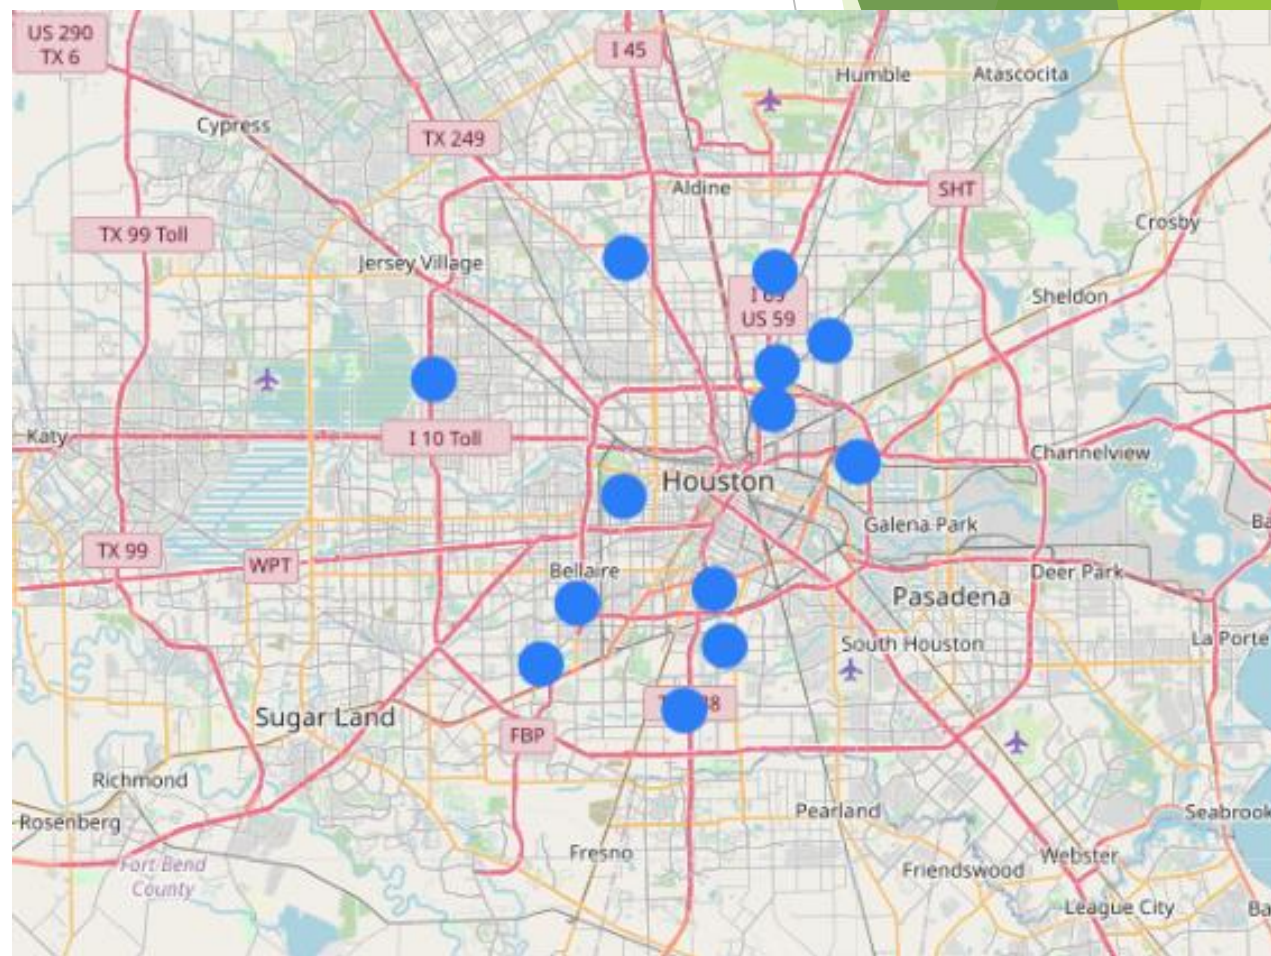 US 290
TX 6
I 45
Humble
Atascocita
Cypress
TX 249
Aldine
SHT
TX 99 Toll
Crosby
Jersey Village
Sheldon
US 59
Katy
I 10 Toll
Channelview
Houston
Galena Park
TX 99
WPT
Bellaire
Deer Park
Pasadena
South Houston
La Porte
Sugar Land
FBP
Richmond
Rosenberg
Pearland
Seabrook
Fresno
Webster
Fort Bend
County
Friendswood
League City